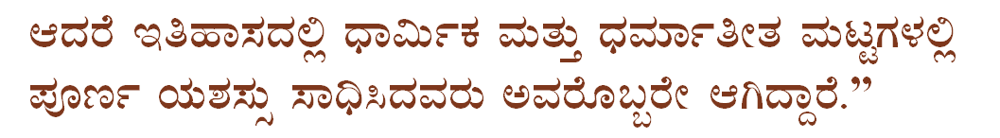 ಆದರೆ ಇತಿಹಾಸದಲ್ಲಿ ಧಾರ್ಮಿಕ ಮತ್ತು ಧರ್ಮಾತೀತ ಮಟ್ಟಗಳಲ್ಲಿ
ಪೂರ್ಣ ಯಶಸ್ಸು ಸಾಧಿಸಿದವರು ಅವರೊಬ್ಬರೇ ಆಗಿದ್ದಾರೆ.”